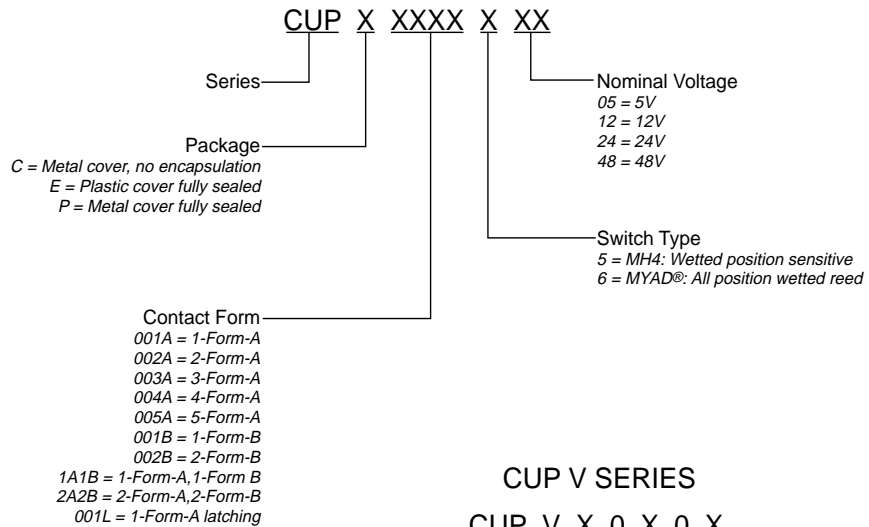 CUP X XXXX X XX
Series
Nominal Voltage
05 = 5V
12 = 12V
24 = 24V
48 = 48V
Package
C = Metal cover, no encapsulation
E = Plastic cover fully sealed
P = Metal cover fully sealed
Switch Type
5 = MH4: Wetted position sensitive
6 = MYAD®: All position wetted reed
Contact Form
001A = 1-Form-A
002A = 2-Form-A
003A = 3-Form-A
004A = 4-Form-A
005A = 5-Form-A
001B = 1-Form-B
002B = 2-Form-B
1A1B = 1-Form-A,1-Form B
2A2B = 2-Form-A,2-Form-B
001L = 1-Form-A latching
CUP V SERIES
CUP V X 0 X 0 X